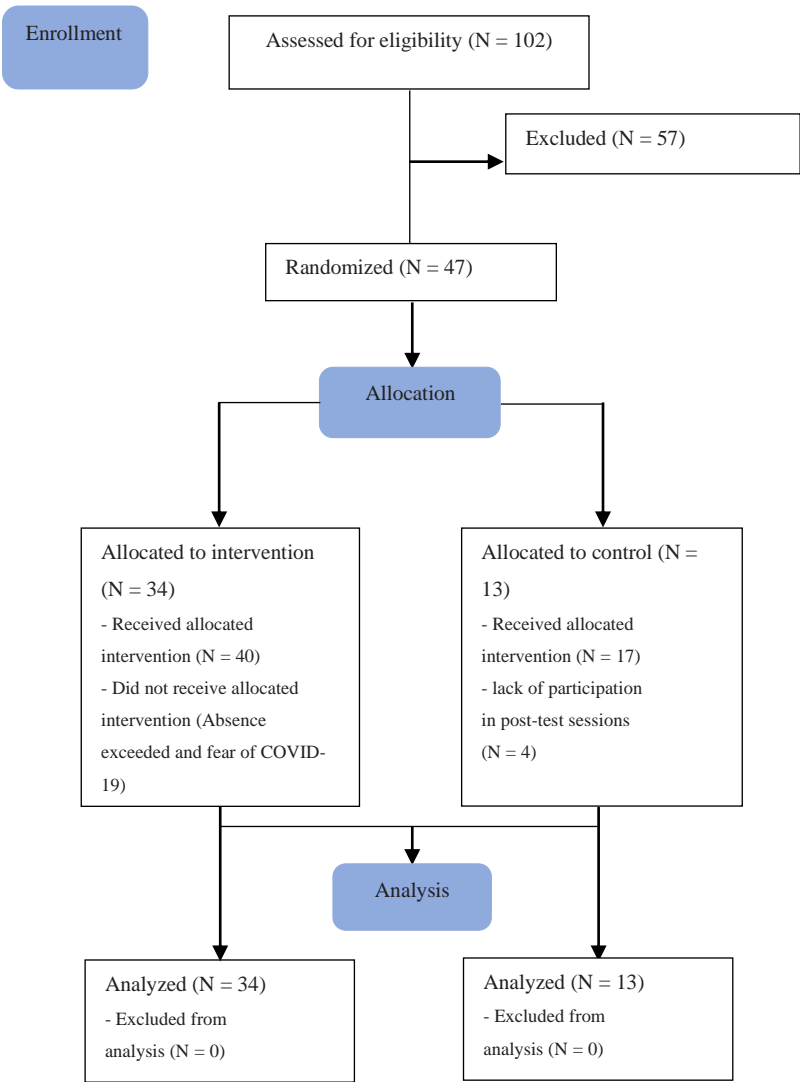 Enrollment
Assessed for eligibility (N = 102)
Excluded (N = 57)
Randomized (N = 47)
Allocation
Allocated to intervention
(N = 34)
- Received allocated
intervention (N = 40)
- Did not receive allocated
intervention (Absence
exceeded and fear of COVID-
19)
Allocated to control (N =
13)
- Received allocated
intervention (N = 17)
- lack of participation
in post-test sessions
(N = 4)
Analysis
Analyzed (N = 34)
- Excluded from
analysis (N = 0)
Analyzed (N = 13)
- Excluded from
analysis (N = 0)